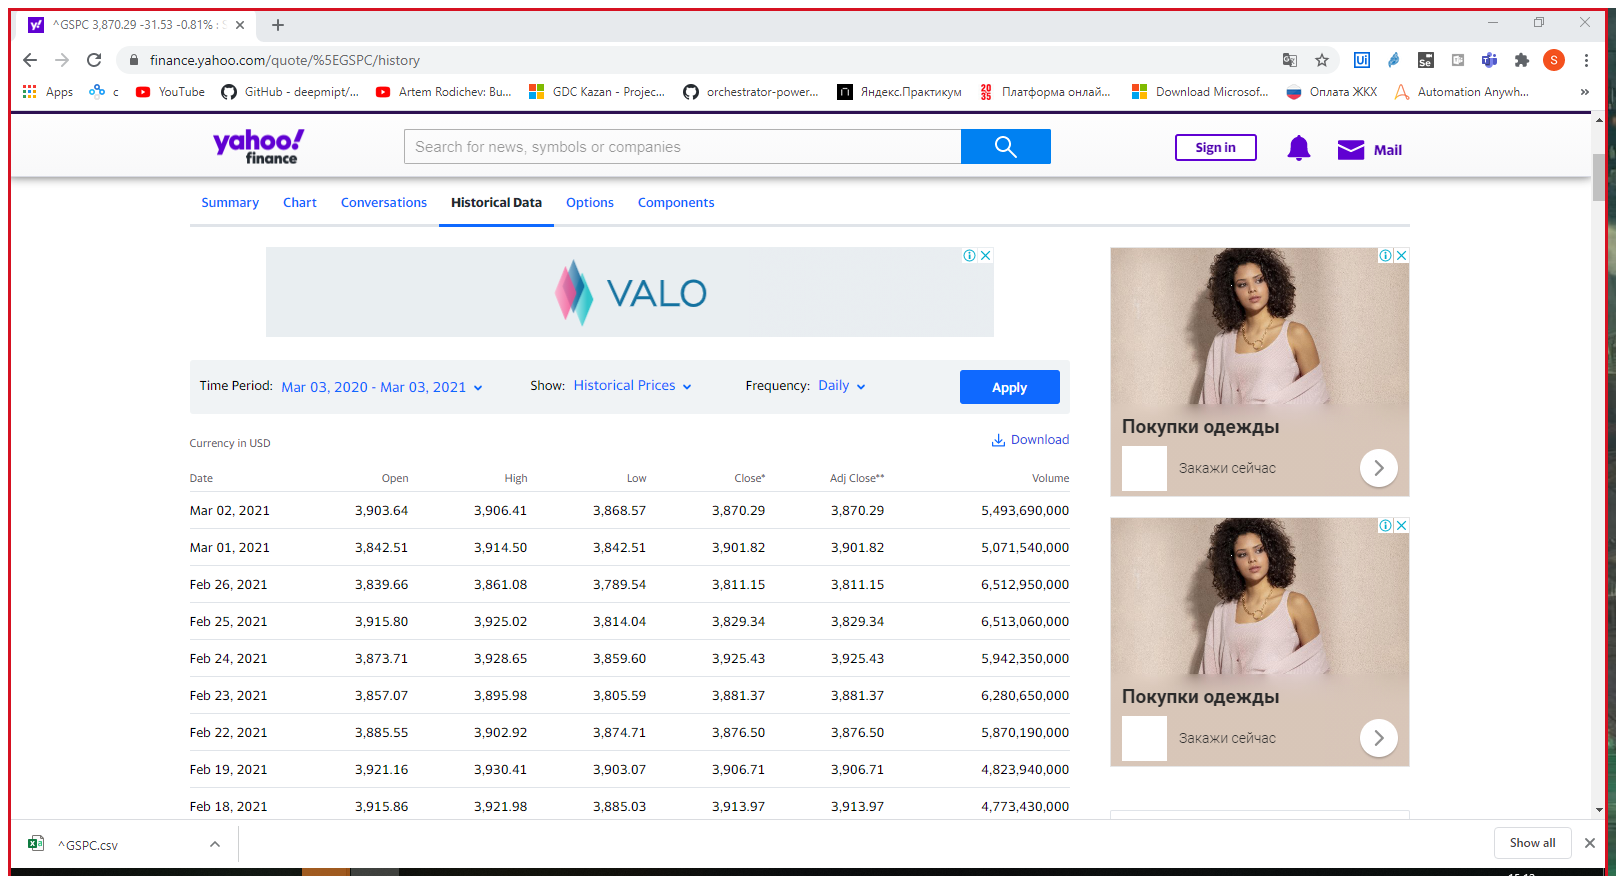 ^GSPC 3,870.29 -31.53 -0.81% :
finance.yahoo.com/quote/%5EGSPC/history
S
Apps
c
YouTube
GitHub - deepmipt/...
Artem Rodichev: Bu...
GDC Kazan - Projec...
orchestrator-power...
Яндекс.Практикум
20
35
Платформа онлай...
Download Microsof...
Оплата ЖКХ
Automation Anywh...
»
yahoo!
finance
Search for news, symbols or companies
Sign in
Mail
Summary
Chart
Conversations
Historical Data
Options
Components
VALO
Time Period: Mar 03, 2020 - Mar 03, 2021
Show: Historical Prices
Frequency: Daily
Apply
Currency in USD
Download
Date Open High Low Close* Adj Close** Volume
Mar 02, 2021 3,903.64 3,906.41 3,868.57 3,870.29 3,870.29 5,493,690,000
Mar 01, 2021 3,842.51 3,914.50 3,842.51 3,901.82 3,901.82 5,071,540,000
Feb 26, 2021 3,839.66 3,861.08 3,789.54 3,811.15 3,811.15 6,512,950,000
Feb 25, 2021 3,915.80 3,925.02 3,814.04 3,829.34 3,829.34 6,513,060,000
Feb 24, 2021 3,873.71 3,928.65 3,859.60 3,925.43 3,925.43 5,942,350,000
Feb 23, 2021 3,857.07 3,895.98 3,805.59 3,881.37 3,881.37 6,280,650,000
Feb 22, 2021 3,885.55 3,902.92 3,874.71 3,876.50 3,876.50 5,870,190,000
Feb 19, 2021 3,921.16 3,930.41 3,903.07 3,906.71 3,906.71 4,823,940,000
Feb 18, 2021 3,915.86 3,921.98 3,885.03 3,913.97 3,913.97 4,773,430,000
Покупки одежды
Закажи сейчас
Покупки одежды
Закажи сейчас
^GSPC.csv
Show all